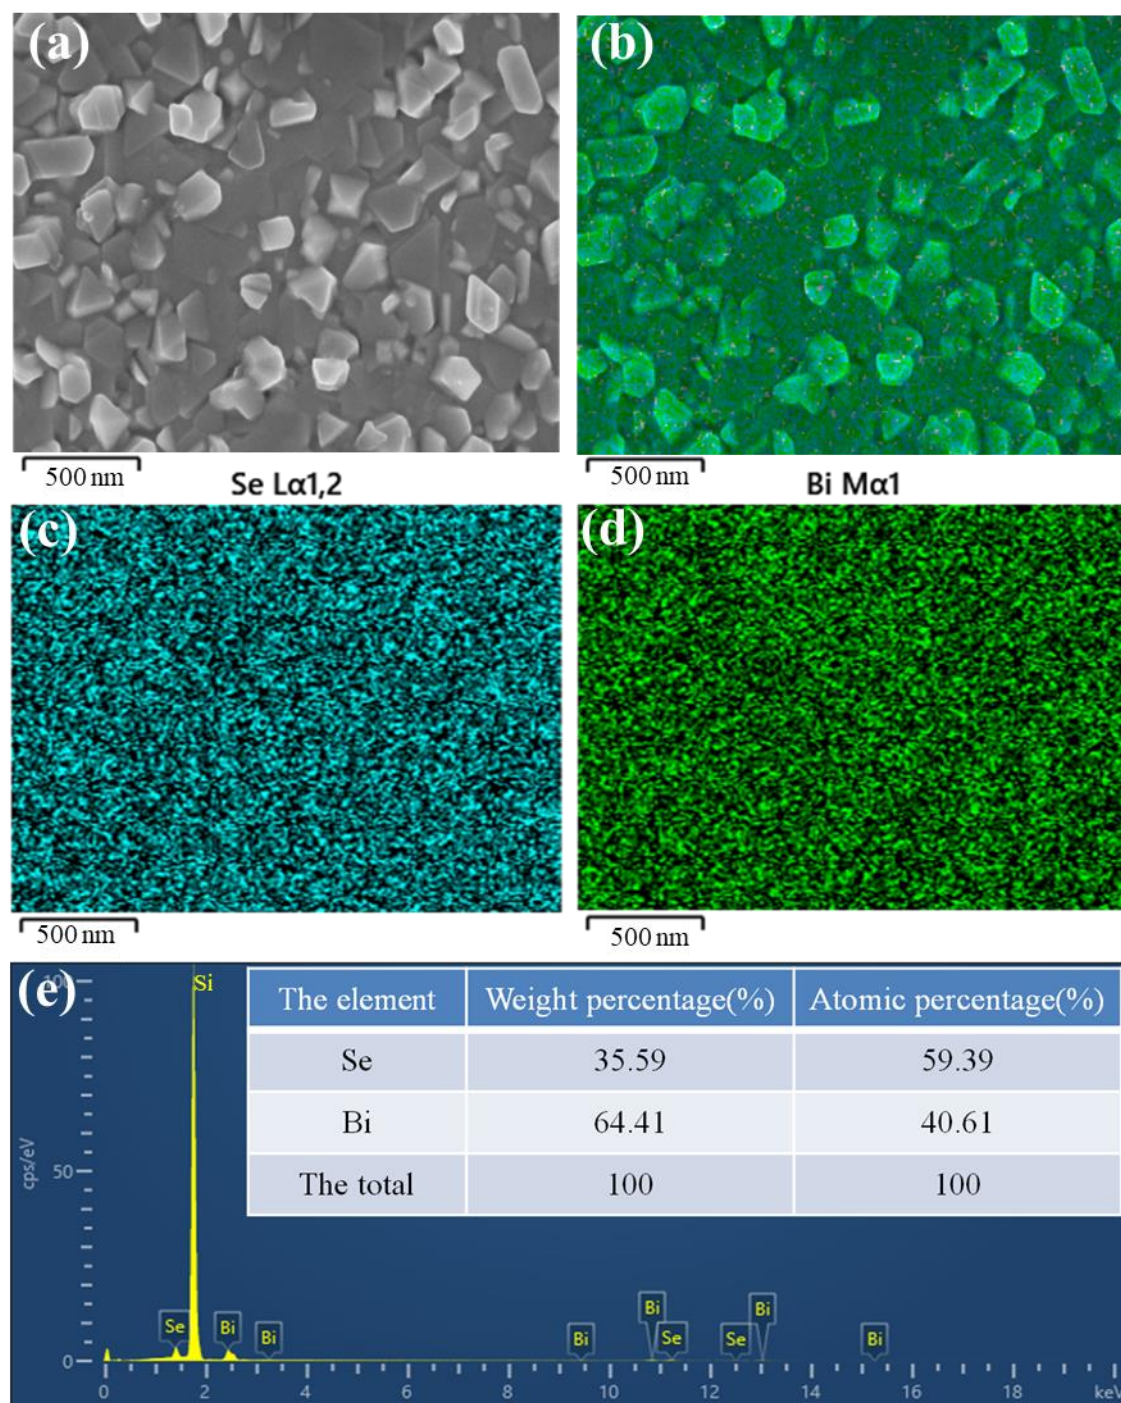 (a)
(b)
500 nm
500 nm
Se Lα1,2
Bi Mα1
(c)
(d)
500 nm
500 nm
(e)
100
Si
The element Weight percentage(%) Atomic percentage(%)
Se 35.59 59.39
Bi 64.41 40.61
The total 100 100
cps/eV
50
Se Bi Bi Bi Bi Se Se Bi Bi
0
0 2 4 6 8 10 12 14 16 18 keV